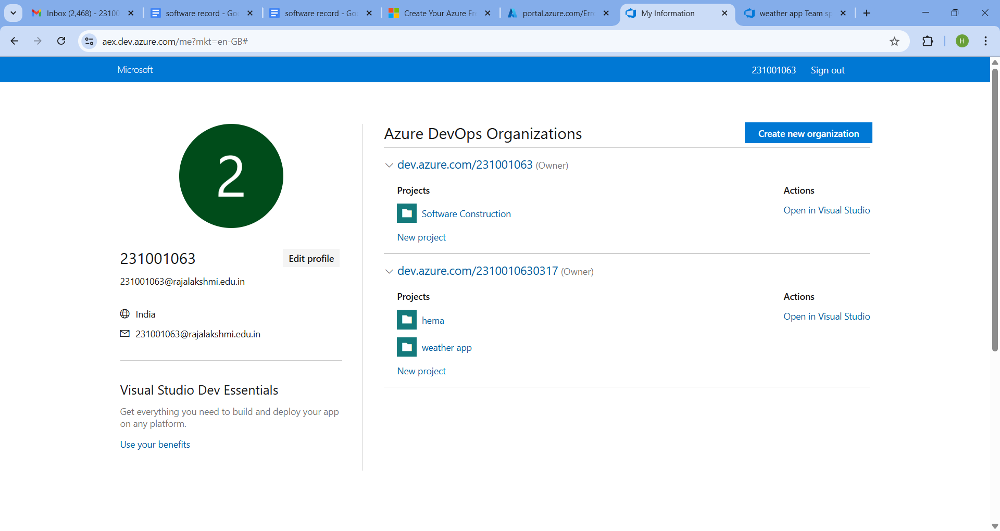 Inbox (2,468) - 23100
software record - Go
software record - Go
Create Your Azure Fr
portal.azure.com/Erro
My Information
weather app Team sp
aex.dev.azure.com/me?mkt=en-GB#
H
Microsoft
231001063
Sign out
2
231001063
Edit profile
231001063@rajalakshmi.edu.in
India
231001063@rajalakshmi.edu.in
Visual Studio Dev Essentials
Get everything you need to build and deploy your app
on any platform.
Use your benefits
Azure DevOps Organizations
Create new organization
dev.azure.com/231001063 (Owner)
Projects
Actions
Software Construction
Open in Visual Studio
New project
dev.azure.com/2310010630317 (Owner)
Projects
Actions
hema
Open in Visual Studio
weather app
New project